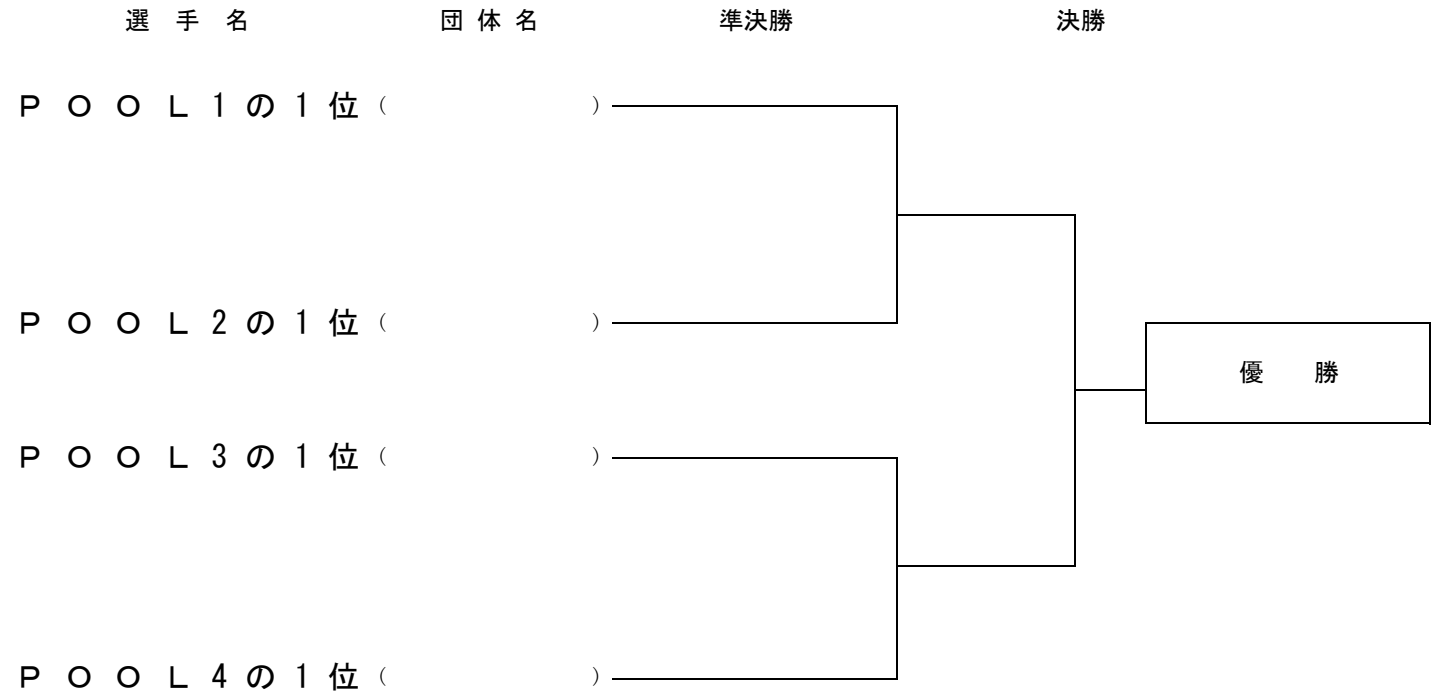 選 手 名 団 体 名 準決勝 決勝
ＰＯＯＬ１の１位（ ）
ＰＯＯＬ２の１位（ ）
優 勝
ＰＯＯＬ３の１位（ ）
ＰＯＯＬ４の１位（ ）